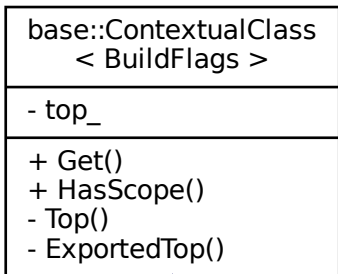 base::ContextualClass
< BuildFlags >
- top_
+ Get()
+ HasScope()
- Top()
- ExportedTop()